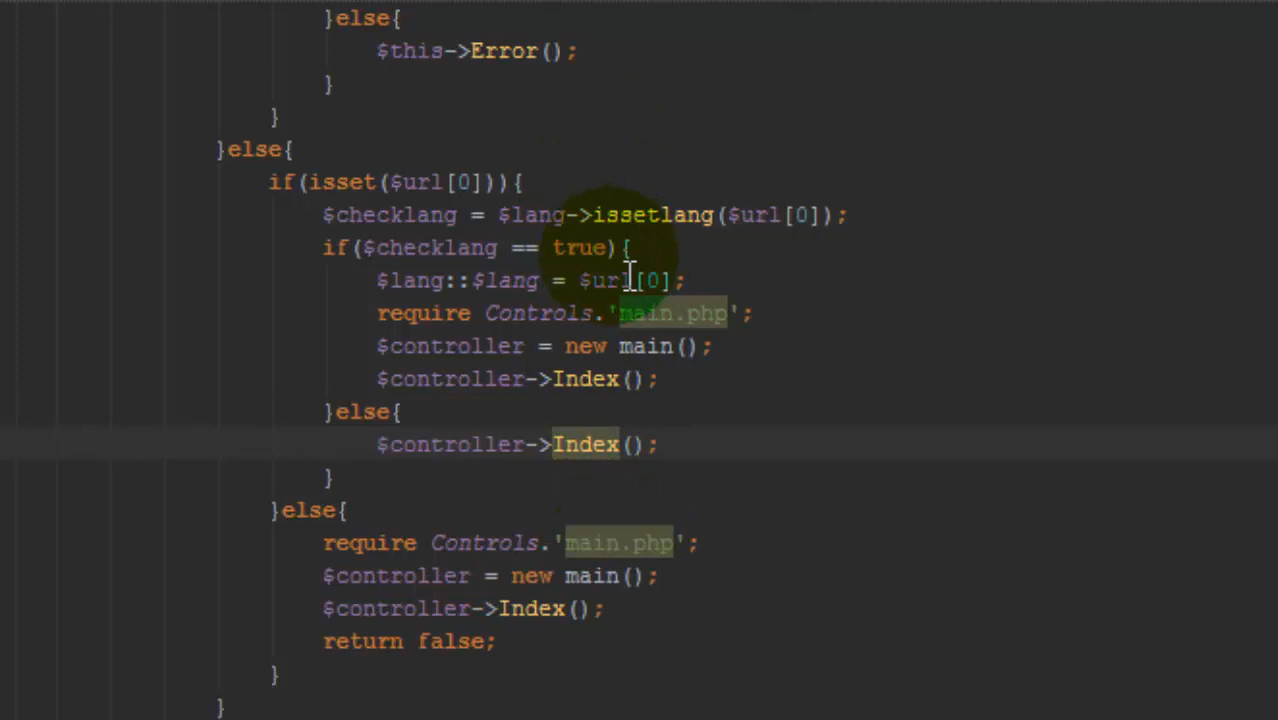 }else{
$this->Error();
}
}
}else{
if(isset($url[0])){
$checklang = $lang->issetlang($url[0]);
if($checklang == true){
$lang::$lang = $url[0];
require Controls.'main.php';
$controller = new main();
$controller->Index();
}else{
$controller->Index();
}
}else{
require Controls.'main.php';
$controller = new main();
$controller->Index();
return false;
}
}